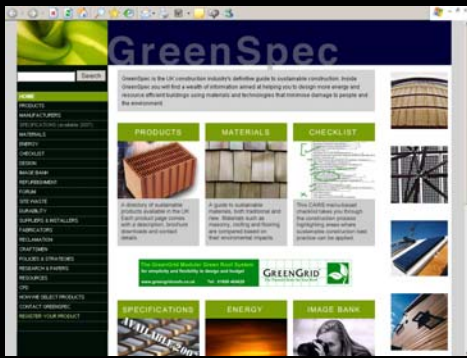 GreenSpec
Search
GreenSpec is the UK construction industry's definitive guide to sustainable construction. Inside
GreenSpec you will find a wealth of information aimed at helping you to design more energy and
resource efficient buildings using materials and technologies that minimise damage to people and
the environment.
HOME
PRODUCTS
MANUFACTURERS
SPECIFICATIONS (available 2007)
MATERIALS
ENERGY
CHECKLIST
DESIGN
IMAGE BANK
REFURBISHMENT
FORUM
SITE WASTE
DURABILITY
SUPPLIERS & INSTALLERS
FABRICATORS
RECLAMATION
CRAFTSMEN
POLICIES & STRATEGIES
RESEARCH & PAPERS
RESOURCES
CPD
HOW WE SELECT PRODUCTS
CONTACT GREENSPEC
REGISTER YOUR PRODUCT
PRODUCTS
A directory of sustainable
products available in the UK.
Each product comes
with a description, brochure
downloads and contact
details
MATERIALS
A guide to sustainable
materials, both traditional and
new. Materials such as
masonry, roofing and flooring
are compared based on
their environmental impacts
CHECKLIST
This CAWS menu-based
checklist takes you through
the construction process
highlighting areas where
sustainable construction best
practice can be applied
The GreenGrid Modular Green Roof System
for simplicity and flexibility in design and budget
www.greengridroofs.co.uk
GREENGRID
SPECIFICATIONS
AVAILABLE 2007
ENERGY
IMAGE BANK